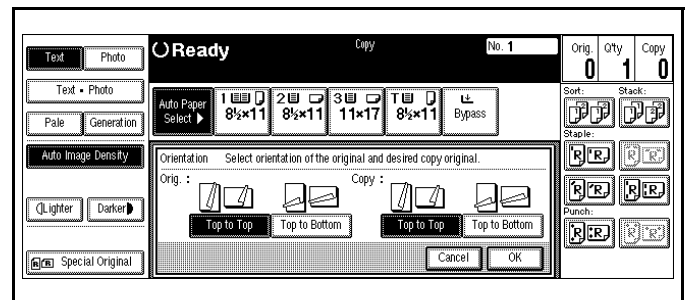 Text Photo
Text • Photo
Pale Generation
Auto Image Density
Lighter Darker
Special Original
Ready
Copy
No. 1
Orig. Q'ty Copy
0 1 0
Auto Paper Select ▶
1 8½×11
2 8½×11
3 11×17
T 8½×11
Bypass
Orientation Select orientation of the original and desired copy original.
Orig. : Copy :
Top to Top Top to Bottom Top to Top Top to Bottom
Cancel OK
Sort: Stack:
Staple:
R R R R
R R R R
Punch:
R R R R